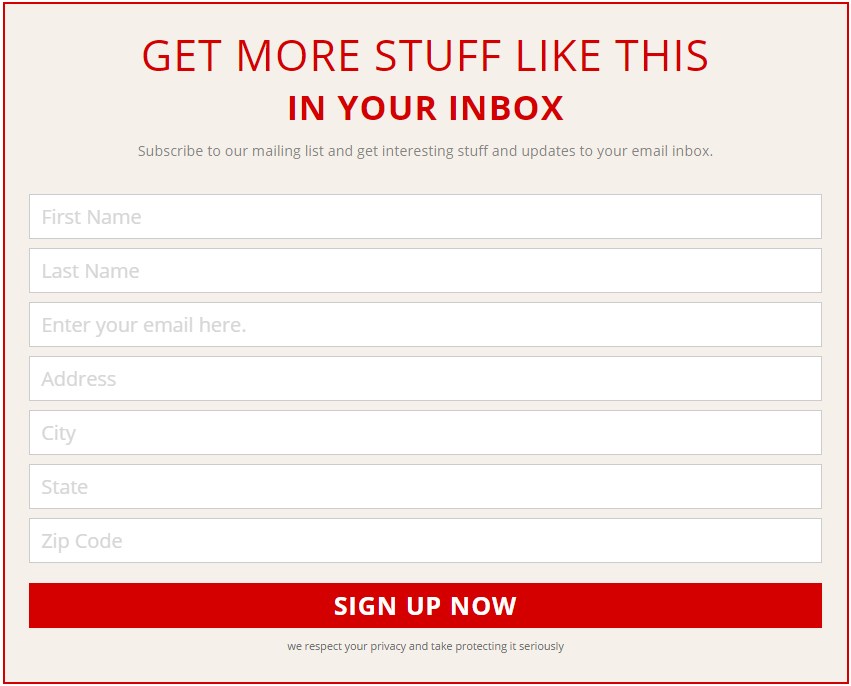 GET MORE STUFF LIKE THIS
IN YOUR INBOX
Subscribe to our mailing list and get interesting stuff and updates to your email inbox.
First Name
Last Name
Enter your email here.
Address
City
State
Zip Code
SIGN UP NOW
we respect your privacy and take protecting it seriously